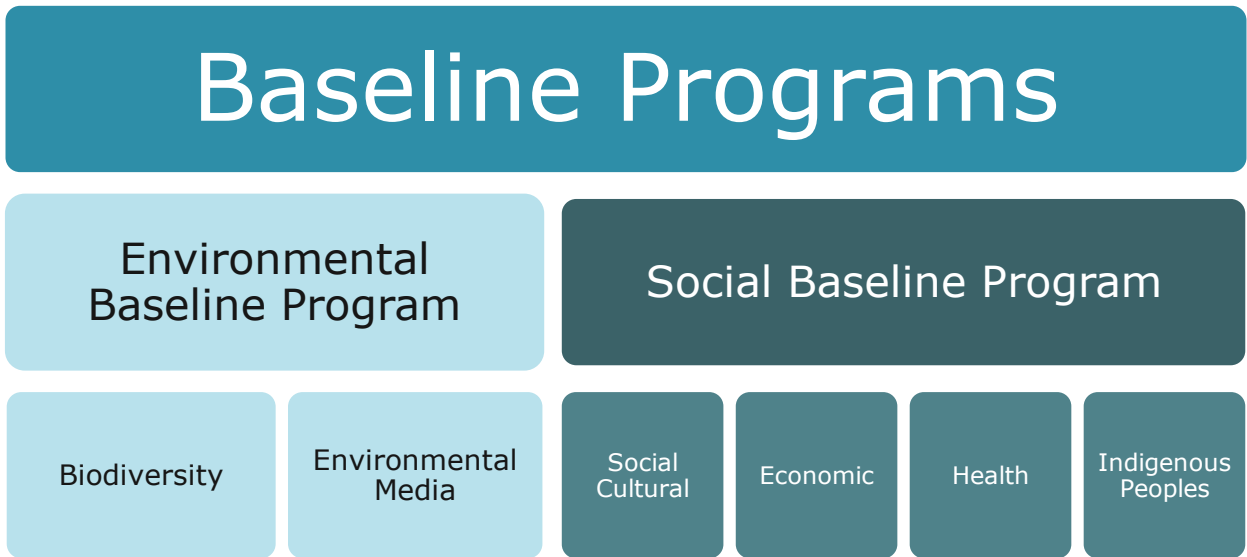 Baseline Programs
Environmental
Baseline Program
Social Baseline Program
Biodiversity
Environmental
Media
Social
Cultural
Economic
Health
Indigenous
Peoples